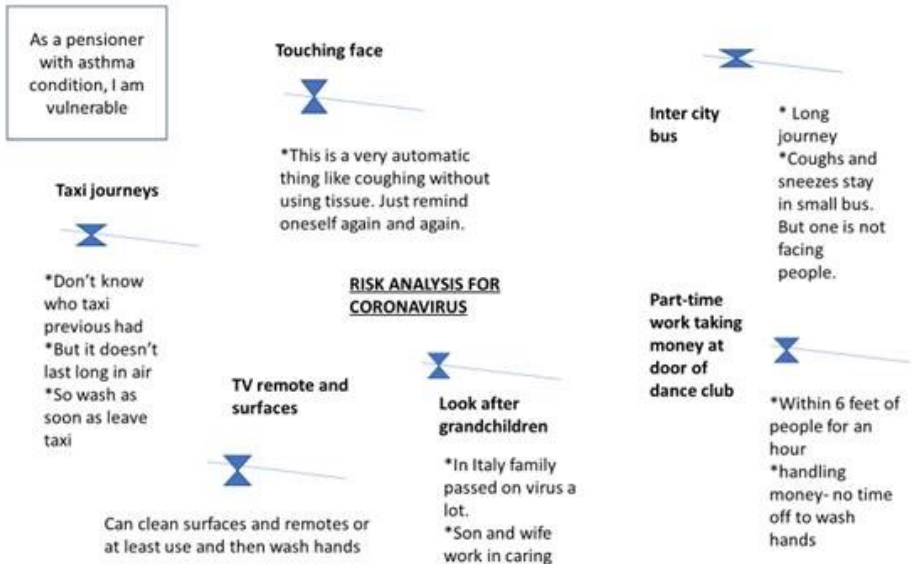 As a pensioner
with asthma
condition, I am
vulnerable
Touching face
*This is a very automatic
thing like coughing without
using tissue. Just remind
oneself again and again.
Inter city
bus
* Long
journey
*Coughs and
sneezes stay
in small bus.
But one is not
facing
people.
Taxi journeys
*Don't know
who taxi
previous had
*But it doesn't
last long in air
*So wash as
soon as leave
taxi
RISK ANALYSIS FOR
CORONAVIRUS
Part-time
work taking
money at
door of
dance club
*Within 6 feet of
people for an
hour
*handling
money- no time
off to wash
hands
TV remote and
surfaces
Can clean surfaces and remotes or
at least use and then wash hands
Look after
grandchildren
*In Italy family
passed on virus a
lot.
*Son and wife
work in caring